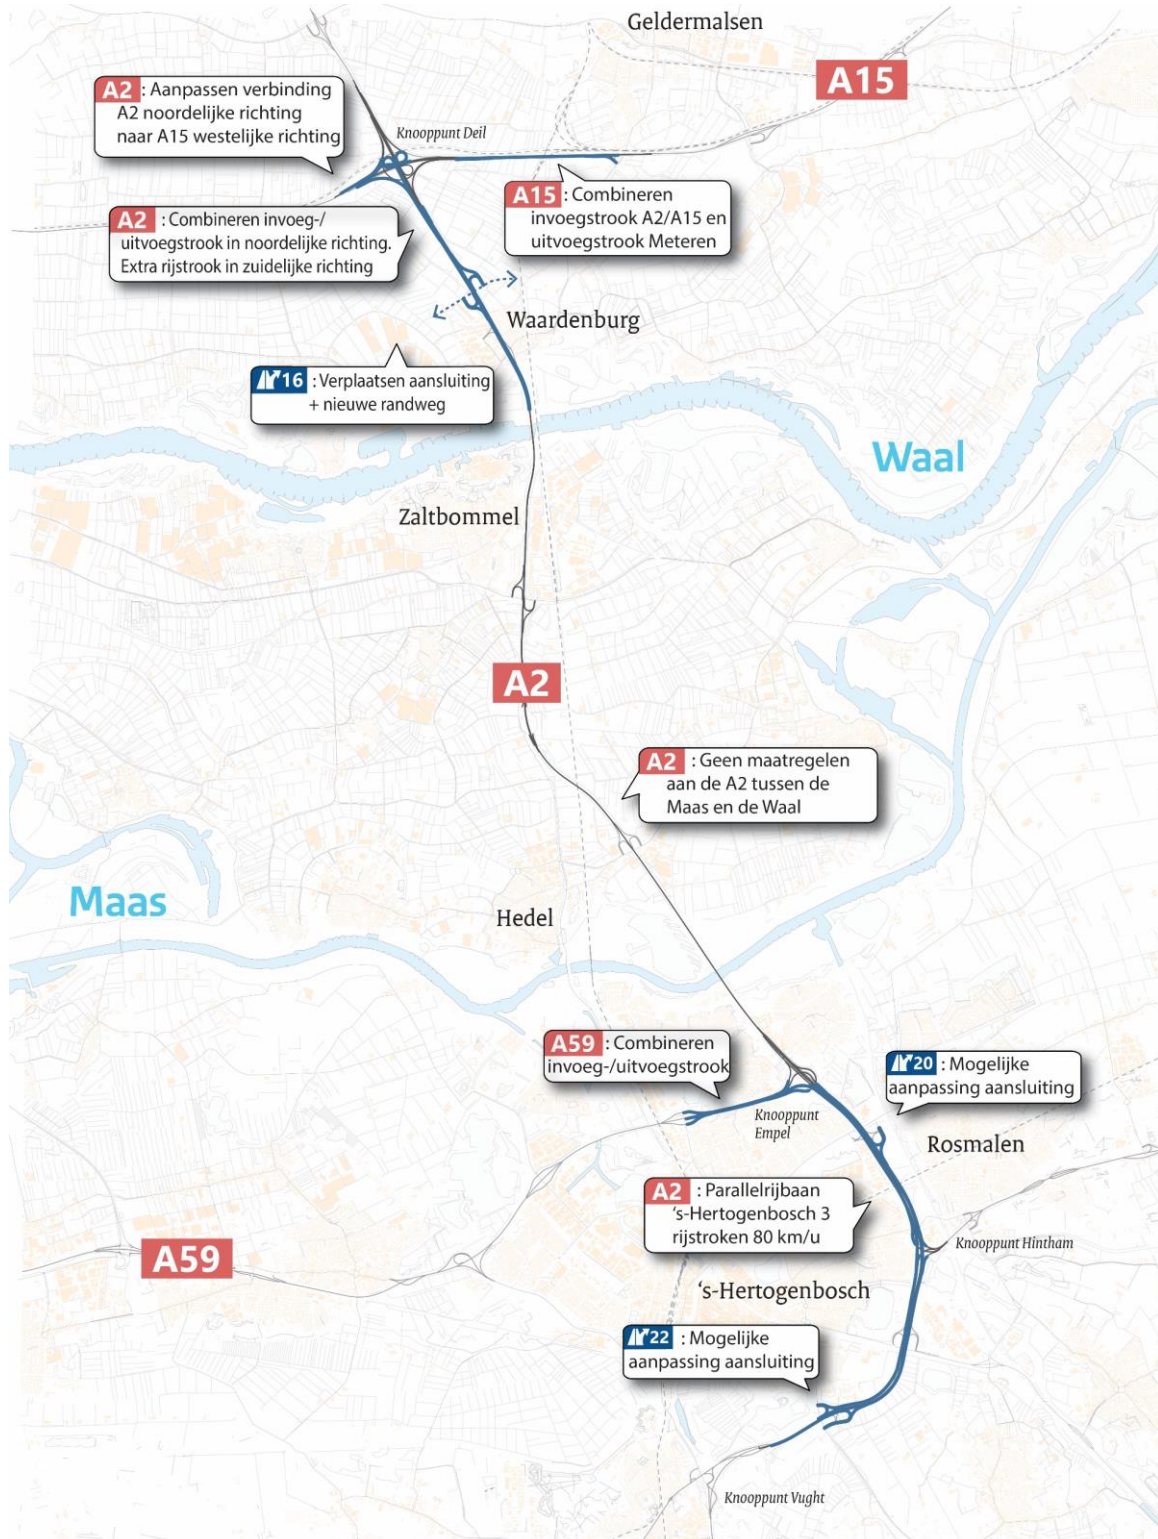 Geldermalsen
A15
A2 : Aanpassen verbinding
A2 noordelijke richting
naar A15 westelijke richting
Knooppunt Deil
A15 : Combineren
invoegstrook A2/A15 en
uitvoegstrook Meteren
A2 : Combineren invoeg-/
uitvoegstrook in noordelijke richting.
Extra rijstrook in zuidelijke richting
Waardenburg
16 : Verplaatsen aansluiting
+ nieuwe randweg
Waal
Zaltbommel
A2
A2 : Geen maatregelen
aan de A2 tussen de
Maas en de Waal
Maas
Hedel
A59 : Combineren
invoeg-/uitvoegstrook
20 : Mogelijke
aanpassing aansluiting
Knooppunt
Empel
Rosmalen
A2 : Parallelrijbaan
‘s-Hertogenbosch 3
rijstroken 80 km/u
Knooppunt Hintham
A59
‘s-Hertogenbosch
22 : Mogelijke
aanpassing aansluiting
Knooppunt Vught